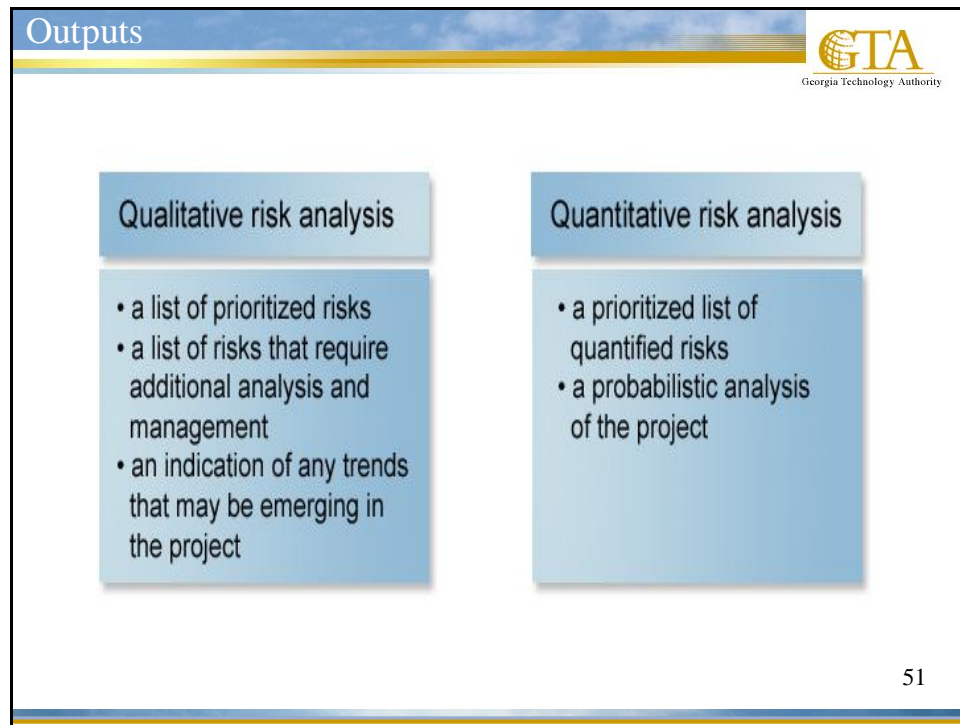 Outputs
GTA
Georgia Technology Authority
Qualitative risk analysis
• a list of prioritized risks
• a list of risks that require
additional analysis and
management
• an indication of any trends
that may be emerging in
the project
Quantitative risk analysis
• a prioritized list of
quantified risks
• a probabilistic analysis
of the project
51